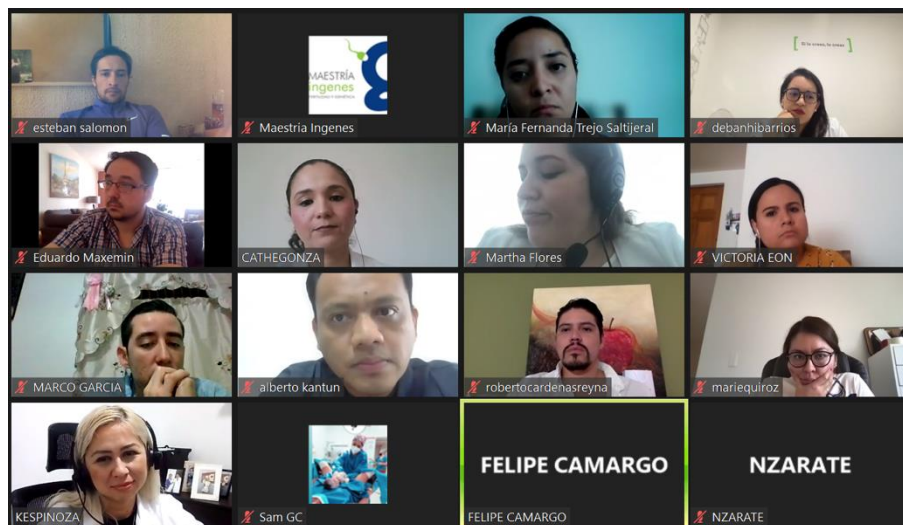 esteban salomon
MAESTRÍA
ingenes
Maestria Ingenes
María Fernanda Trejo Saltijeral
debanhibarrios
Eduardo Maxemin
CATHEGONZA
Martha Flores
VICTORIA EON
MARCO GARCIA
alberto kantun
robertocardenasreyna
mariequiroz
KESPINOZA
Sam GC
FELIPE CAMARGO
FELIPE CAMARGO
NZARATE
NZARATE